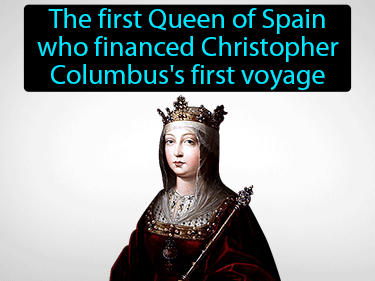 The first Queen of Spain
who financed Christopher
Columbus's first voyage